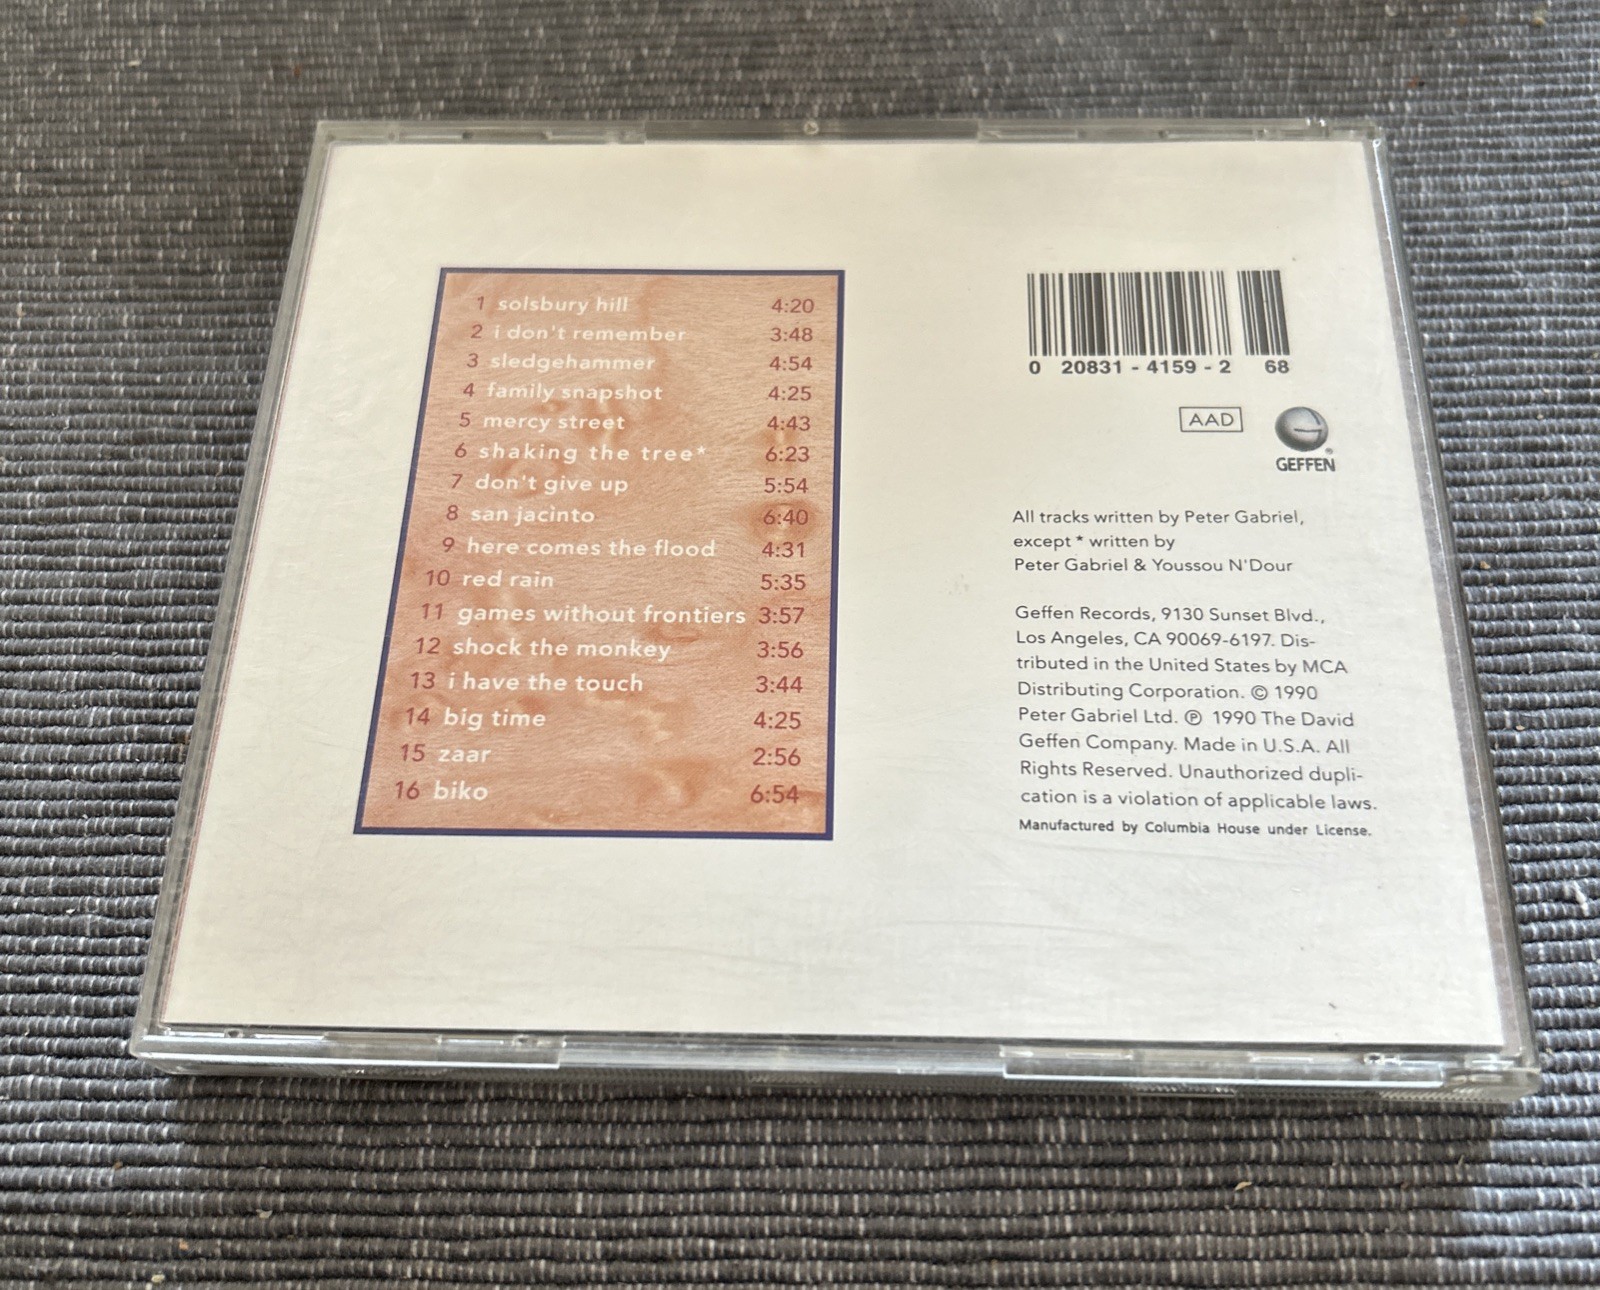 1 solsbury hill 4:20
2 i don't remember 3:48
3 sledgehammer 4:54
4 family snapshot 4:25
5 mercy street 4:43
6 shaking the tree* 6:23
7 don't give up 5:54
8 san jacinto 6:40
9 here comes the flood 4:31
10 red rain 5:35
11 games without frontiers 3:57
12 shock the monkey 3:56
13 i have the touch 3:44
14 big time 4:25
15 zaar 2:56
16 biko 6:54
0 20831 - 4159 - 2 68
AAD
GEFFEN®
All tracks written by Peter Gabriel,
except * written by
Peter Gabriel & Youssou N'Dour
Geffen Records, 9130 Sunset Blvd.,
Los Angeles, CA 90069-6197. Dis-
tributed in the United States by MCA
Distributing Corporation. © 1990
Peter Gabriel Ltd. ℗ 1990 The David
Geffen Company. Made in U.S.A. All
Rights Reserved. Unauthorized dupli-
cation is a violation of applicable laws.
Manufactured by Columbia House under License.